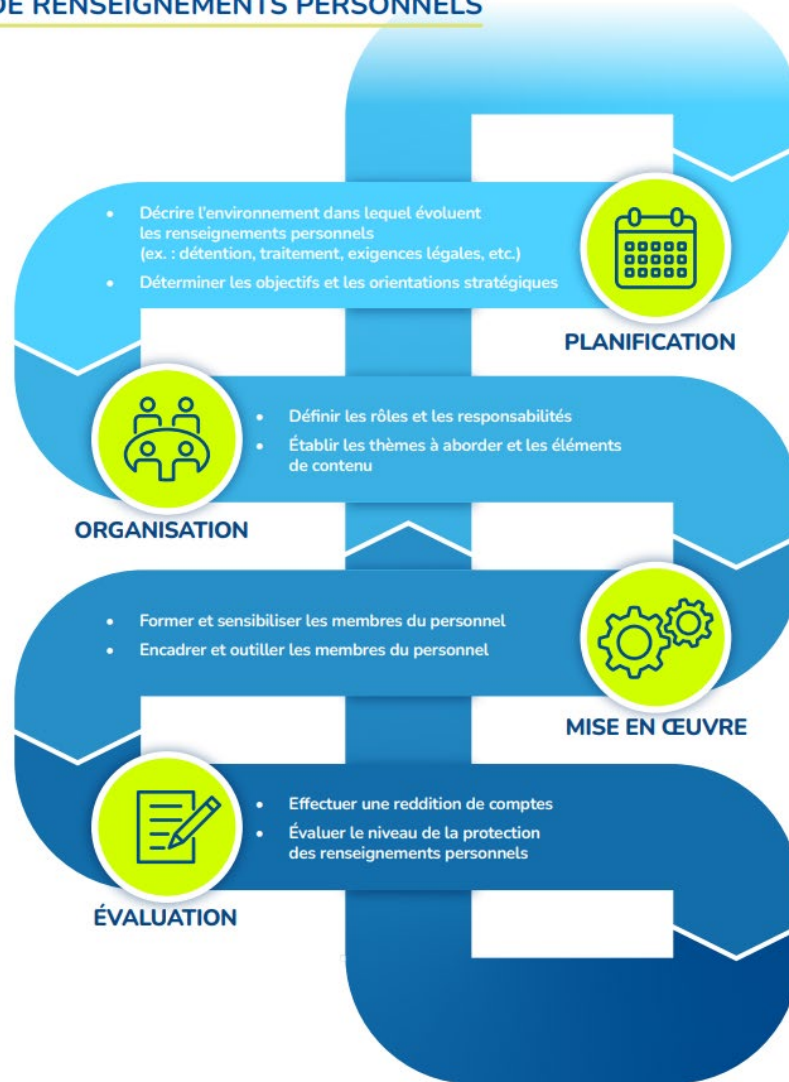 DE RENSEIGNEMENTS PERSONNELS
• Décrire l'environnement dans lequel évoluent
les renseignements personnels
(ex. : détention, traitement, exigences légales, etc.)
• Déterminer les objectifs et les orientations stratégiques
PLANIFICATION
• Définir les rôles et les responsabilités
• Établir les thèmes à aborder et les éléments
de contenu
ORGANISATION
• Former et sensibiliser les membres du personnel
• Encadrer et outiller les membres du personnel
MISE EN ŒUVRE
• Effectuer une reddition de comptes
• Évaluer le niveau de la protection
des renseignements personnels
ÉVALUATION